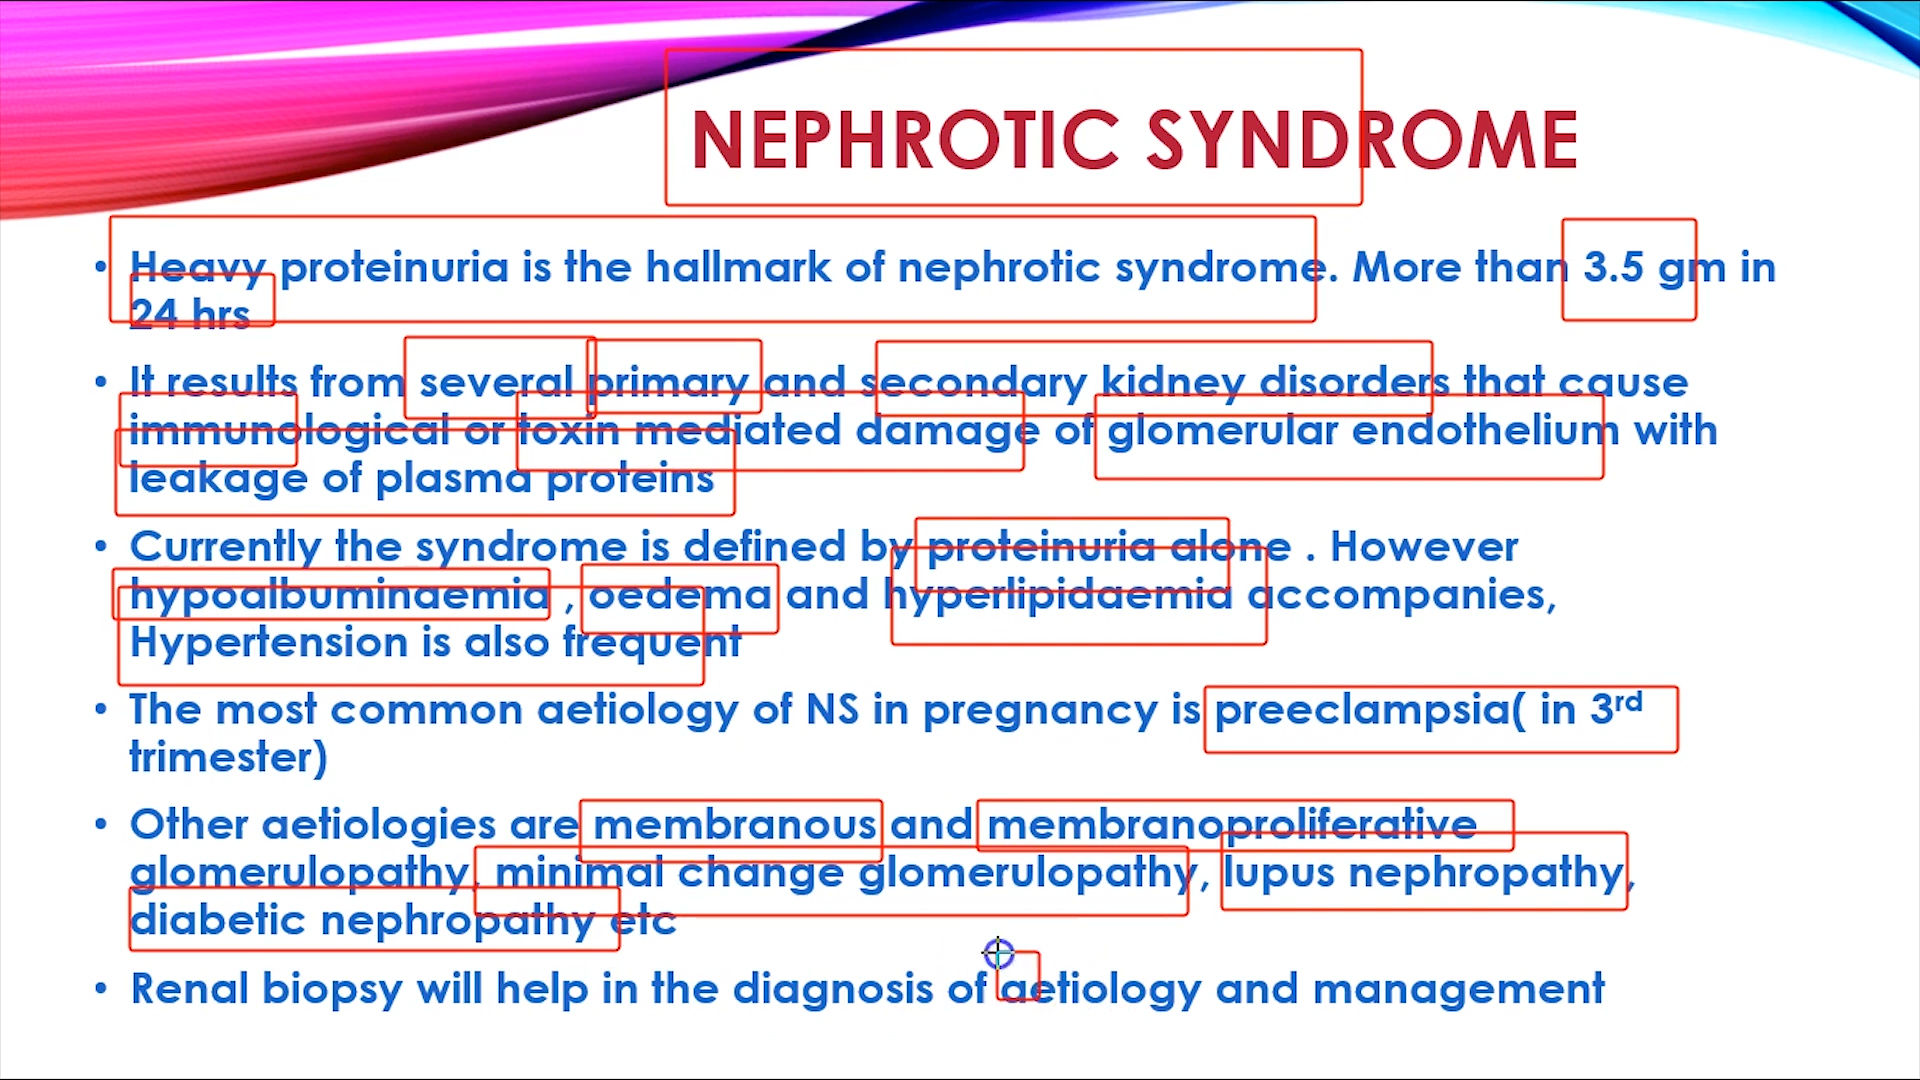 NEPHROTIC SYNDROME
• Heavy proteinuria is the hallmark of nephrotic syndrome. More than 3.5 gm in
24 hrs
• It results from several primary and secondary kidney disorders that cause
immunological or toxin mediated damage of glomerular endothelium with
leakage of plasma proteins
• Currently the syndrome is defined by proteinuria alone . However
hypoalbuminaemia , oedema and hyperlipidaemia accompanies,
Hypertension is also frequent
• The most common aetiology of NS in pregnancy is preeclampsia( in 3rd
trimester)
• Other aetiologies are membranous and membranoproliferative
glomerulopathy, minimal change glomerulopathy, lupus nephropathy,
diabetic nephropathy etc
• Renal biopsy will help in the diagnosis of aetiology and management